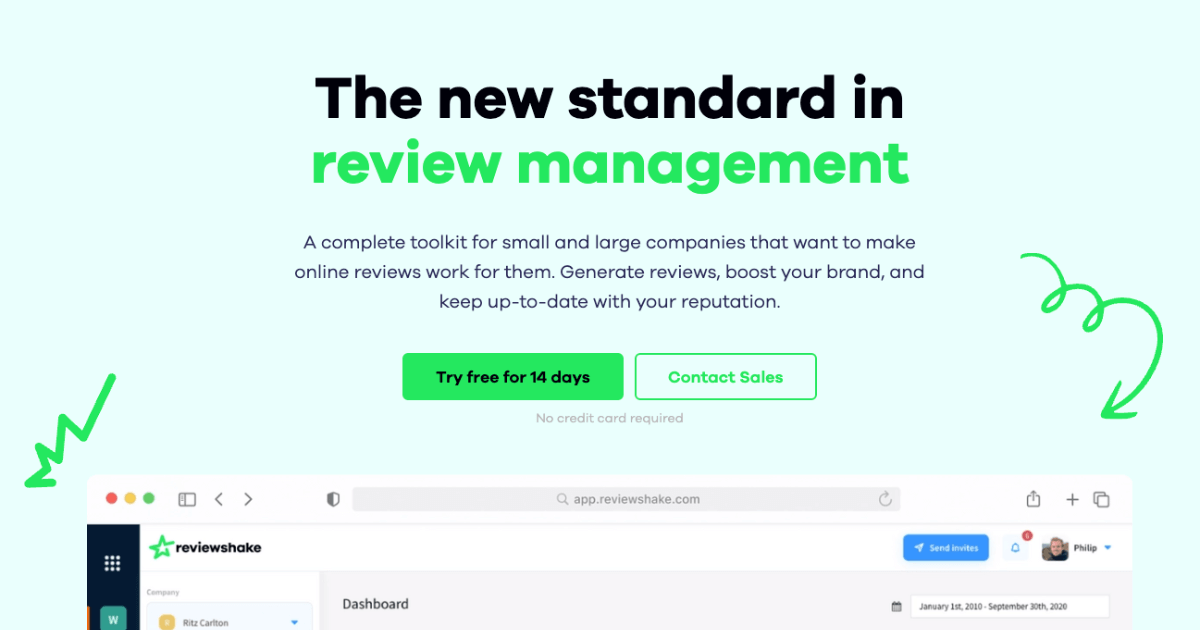 The new standard in
review management
A complete toolkit for small and large companies that want to make
online reviews work for them. Generate reviews, boost your brand, and
keep up-to-date with your reputation.
Try free for 14 days
Contact Sales
No credit card required
app.reviewshake.com
reviewshake
Send invites
6
Philip
Company
W
R
Ritz Carlton
Dashboard
January 1st, 2010 - September 30th, 2020